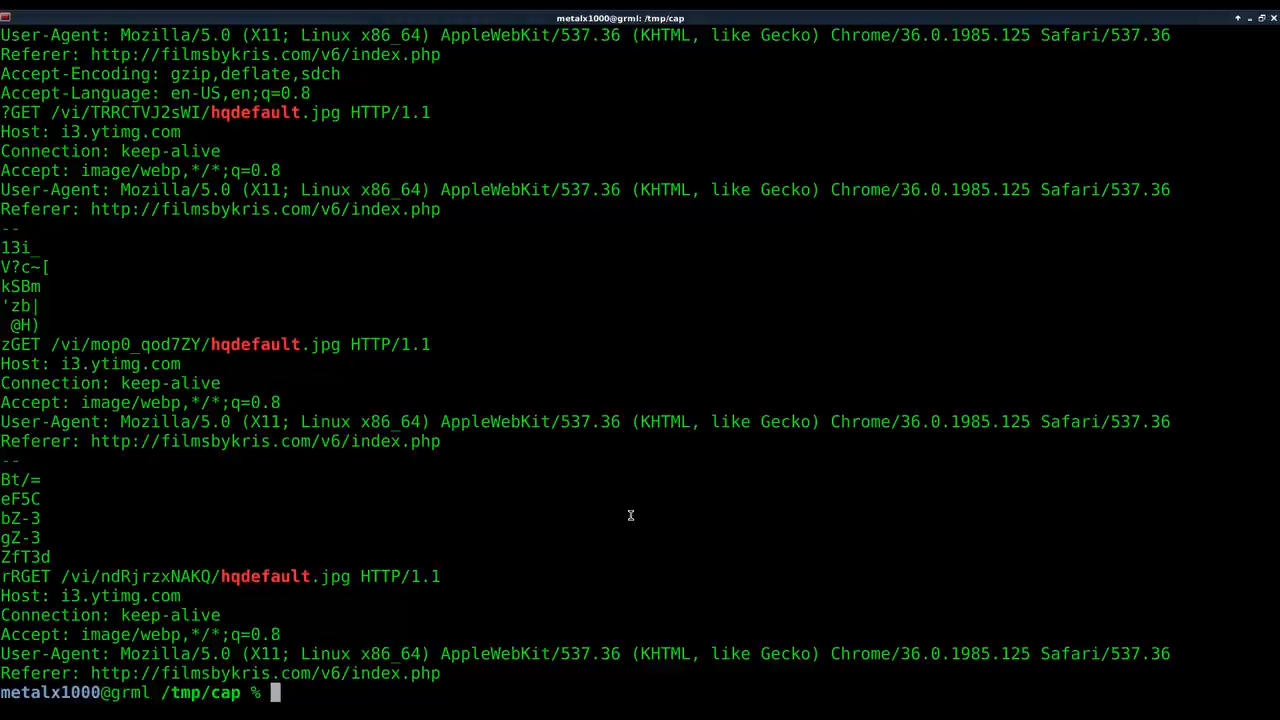 metalx1000@grml: /tmp/cap
User-Agent: Mozilla/5.0 (X11; Linux x86_64) AppleWebKit/537.36 (KHTML, like Gecko) Chrome/36.0.1985.125 Safari/537.36
Referer: http://filmsbykris.com/v6/index.php
Accept-Encoding: gzip,deflate,sdch
Accept-Language: en-US,en;q=0.8
?GET /vi/TRRCTVJ2sWI/hqdefault.jpg HTTP/1.1
Host: i3.ytimg.com
Connection: keep-alive
Accept: image/webp,*/*;q=0.8
User-Agent: Mozilla/5.0 (X11; Linux x86_64) AppleWebKit/537.36 (KHTML, like Gecko) Chrome/36.0.1985.125 Safari/537.36
Referer: http://filmsbykris.com/v6/index.php
--
13i_
V?c~[
kSBm
'zb|
 @H)
zGET /vi/mop0_qod7ZY/hqdefault.jpg HTTP/1.1
Host: i3.ytimg.com
Connection: keep-alive
Accept: image/webp,*/*;q=0.8
User-Agent: Mozilla/5.0 (X11; Linux x86_64) AppleWebKit/537.36 (KHTML, like Gecko) Chrome/36.0.1985.125 Safari/537.36
Referer: http://filmsbykris.com/v6/index.php
--
Bt/=
eF5C
bZ-3
gZ-3
ZfT3d
rRGET /vi/ndRjrzxNAKQ/hqdefault.jpg HTTP/1.1
Host: i3.ytimg.com
Connection: keep-alive
Accept: image/webp,*/*;q=0.8
User-Agent: Mozilla/5.0 (X11; Linux x86_64) AppleWebKit/537.36 (KHTML, like Gecko) Chrome/36.0.1985.125 Safari/537.36
Referer: http://filmsbykris.com/v6/index.php
metalx1000@grml /tmp/cap %